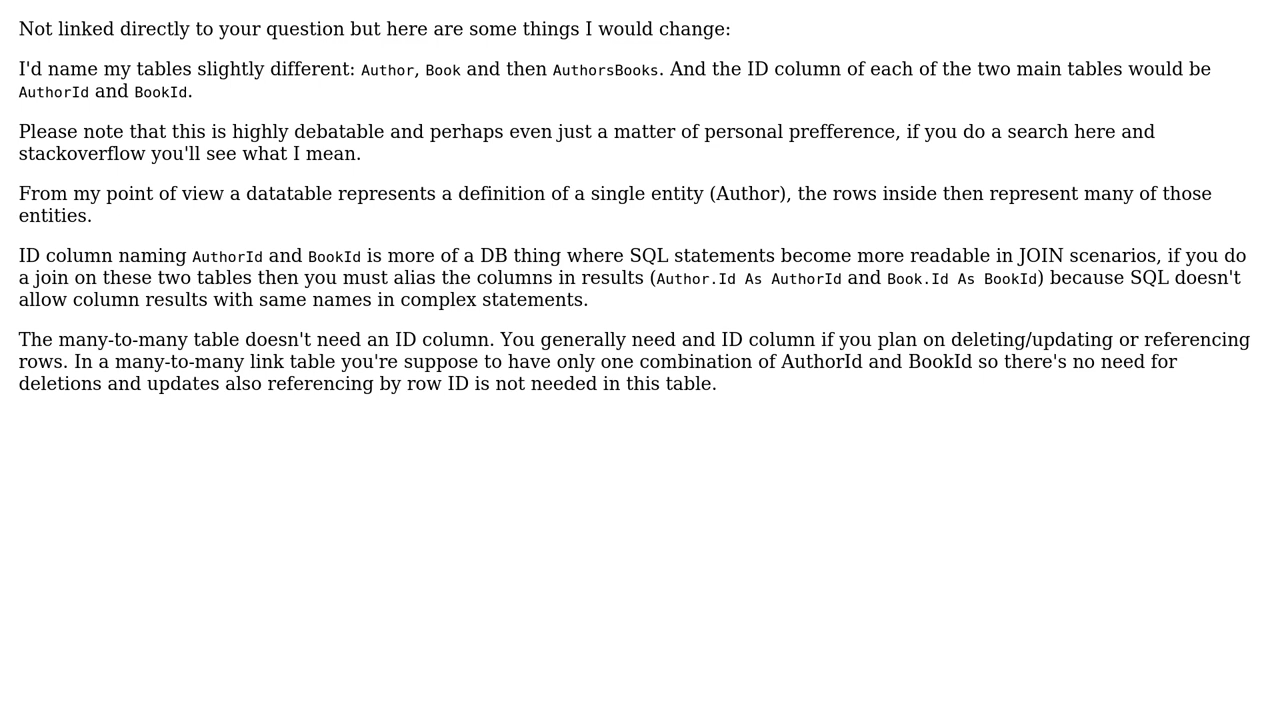 Not linked directly to your question but here are some things I would change:
I'd name my tables slightly different: Author, Book and then AuthorsBooks. And the ID column of each of the two main tables would be
AuthorId and BookId.
Please note that this is highly debatable and perhaps even just a matter of personal prefference, if you do a search here and
stackoverflow you'll see what I mean.
From my point of view a datatable represents a definition of a single entity (Author), the rows inside then represent many of those
entities.
ID column naming AuthorId and BookId is more of a DB thing where SQL statements become more readable in JOIN scenarios, if you do
a join on these two tables then you must alias the columns in results (Author.Id As AuthorId and Book.Id As BookId) because SQL doesn't
allow column results with same names in complex statements.
The many-to-many table doesn't need an ID column. You generally need and ID column if you plan on deleting/updating or referencing
rows. In a many-to-many link table you're suppose to have only one combination of AuthorId and BookId so there's no need for
deletions and updates also referencing by row ID is not needed in this table.